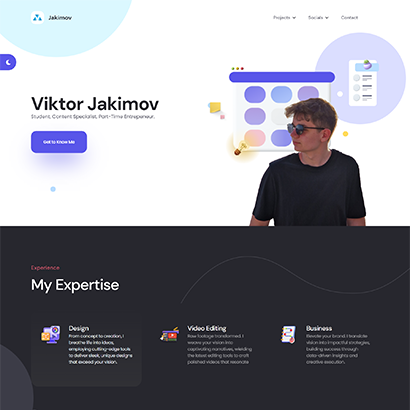 Jakimov
Projects
Socials
Contact
Viktor Jakimov
Student, Content Specialist, Part-Time Entrepeneur.
Get to Know Me
Experience
My Expertise
Design
From concept to creation, I
breathe life into ideas,
employing cutting-edge tools
to deliver sleek, unique designs
that exceed your vision.
Video Editing
Raw footage transformed. I
weave your vision into
captivating narratives, wielding
the latest editing tools to craft
polished videos that resonate
Business
Elevate your brand. I translate
vision into impactful strategies,
building success through
data-driven insights and
creative execution.